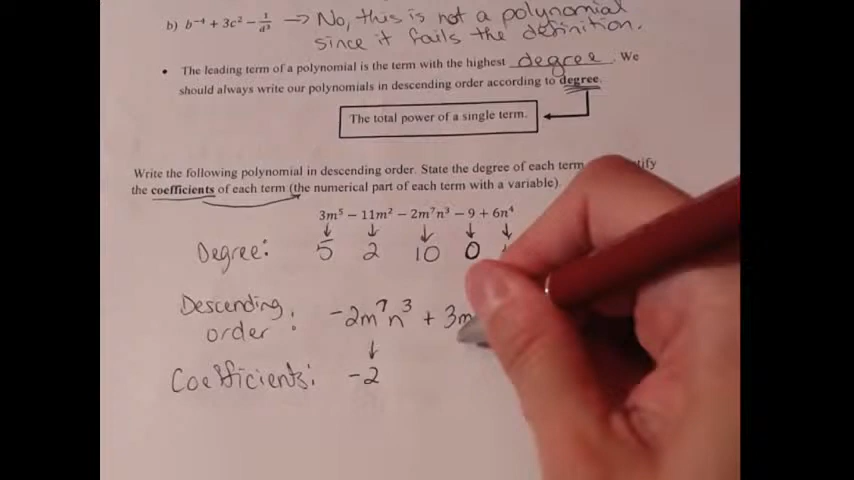 b) b⁻⁴ + 3c² − 1/d³ → No, this is not a polynomial
since it fails the definition.
• The leading term of a polynomial is the term with the highest degree. We
should always write our polynomials in descending order according to degree.
The total power of a single term.
Write the following polynomial in descending order. State the degree of each term
the coefficients of each term (the numerical part of each term with a variable).
3m⁵ − 11m² − 2m⁷n³ − 9 + 6n⁴
Degree: 5 2 10 0
Descending order: -2m⁷n³ + 3m
Coefficients: -2